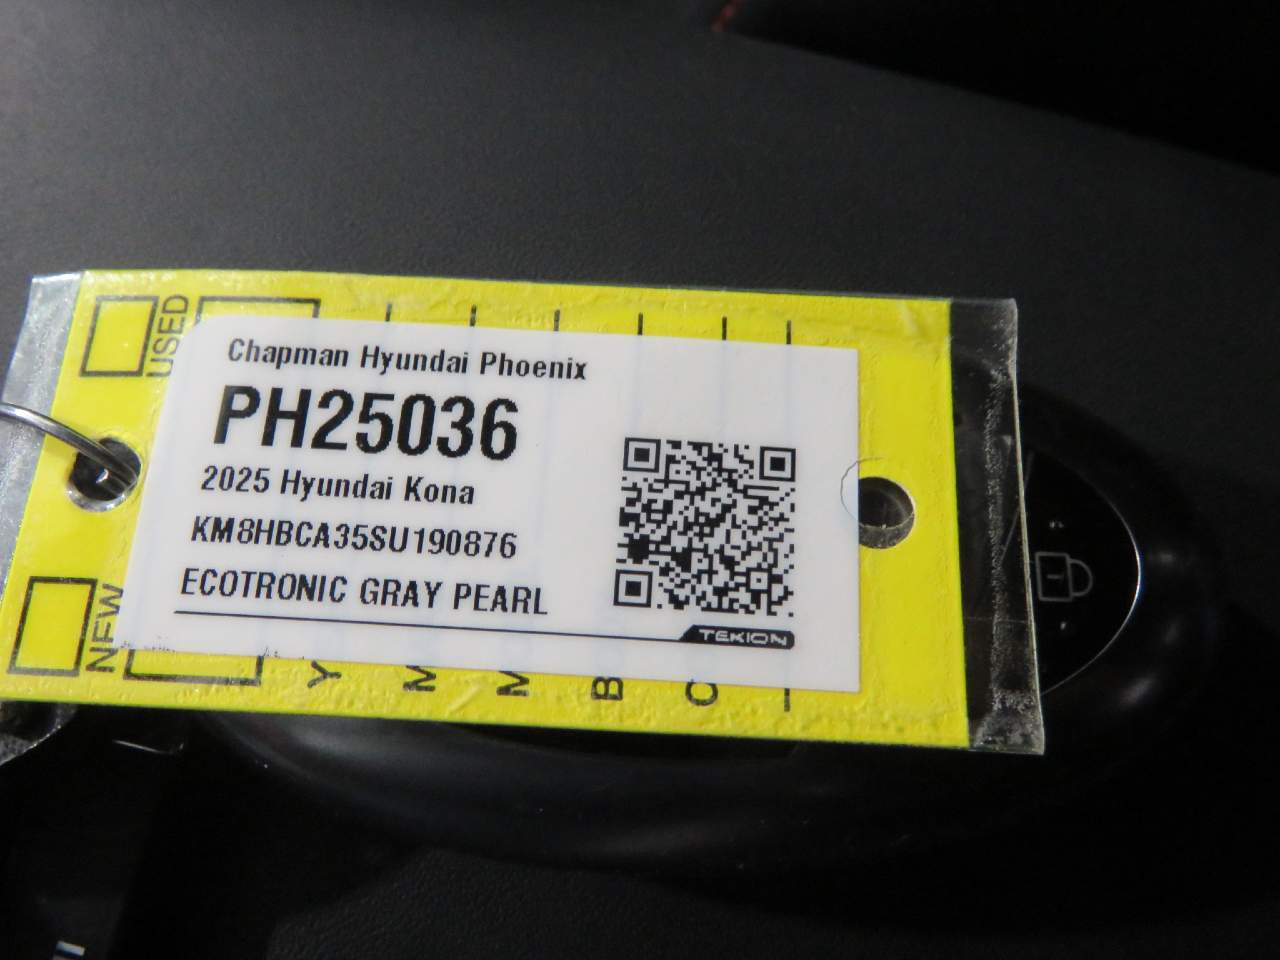 USED
Chapman Hyundai Phoenix
PH25036
2025 Hyundai Kona
KM8HBCA35SU190876
ECOTRONIC GRAY PEARL
TEKION
NEW
Y
M
M
B
C